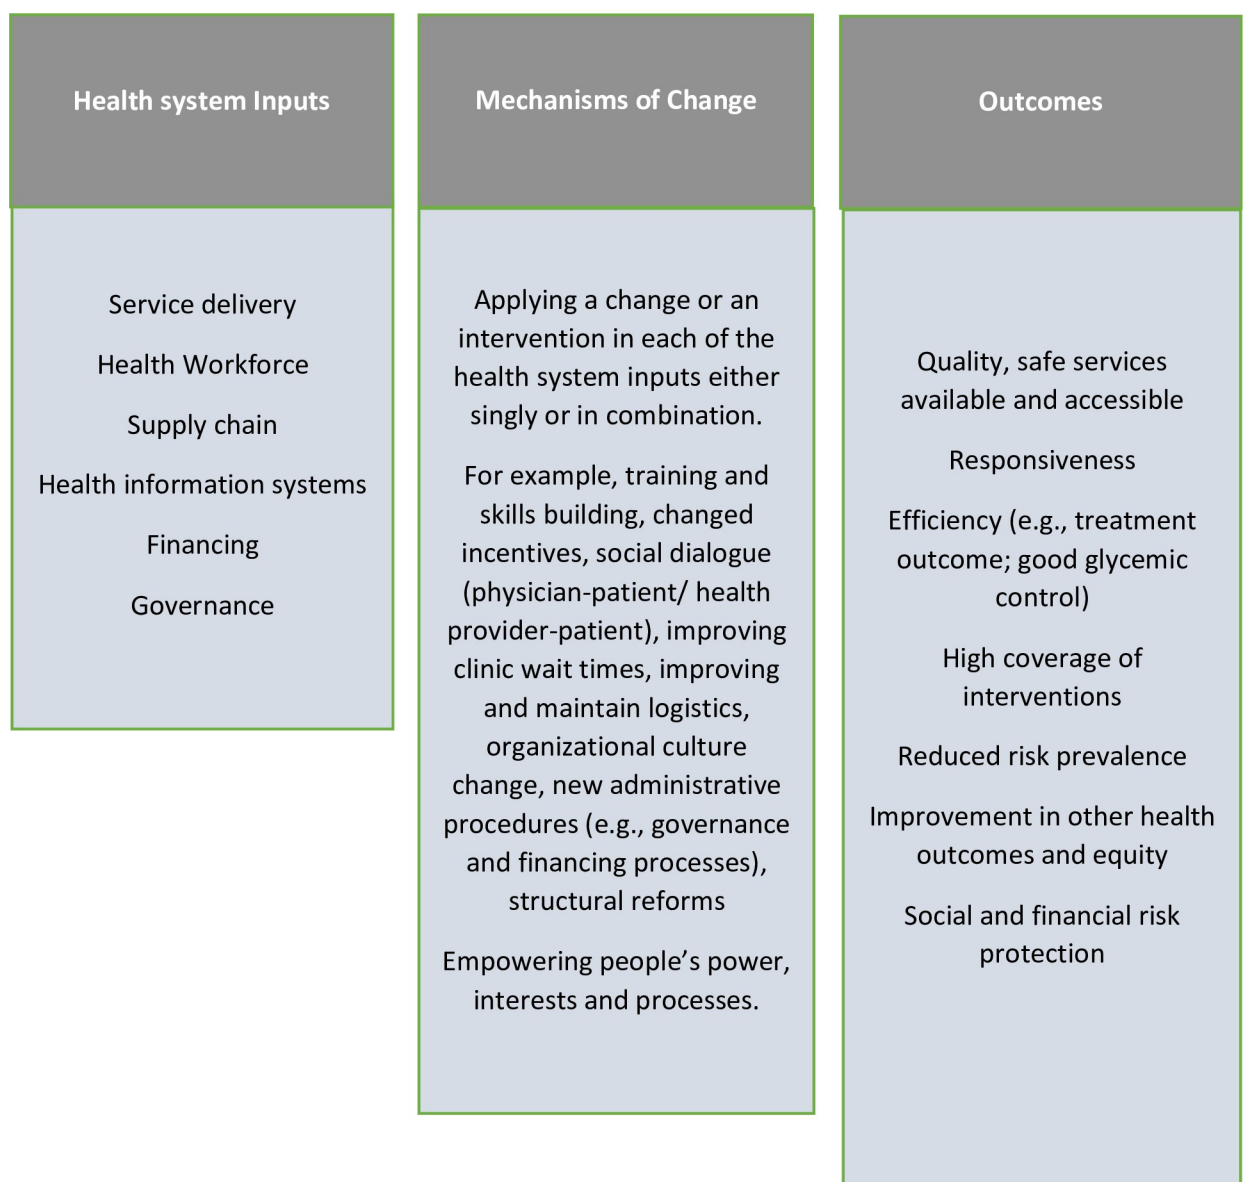 Health system Inputs
Service delivery
Health Workforce
Supply chain
Health information systems
Financing
Governance
Mechanisms of Change
Applying a change or an
intervention in each of the
health system inputs either
singly or in combination.
For example, training and
skills building, changed
incentives, social dialogue
(physician-patient/ health
provider-patient), improving
clinic wait times, improving
and maintain logistics,
organizational culture
change, new administrative
procedures (e.g., governance
and financing processes),
structural reforms
Empowering people’s power,
interests and processes.
Outcomes
Quality, safe services
available and accessible
Responsiveness
Efficiency (e.g., treatment
outcome; good glycemic
control)
High coverage of
interventions
Reduced risk prevalence
Improvement in other health
outcomes and equity
Social and financial risk
protection